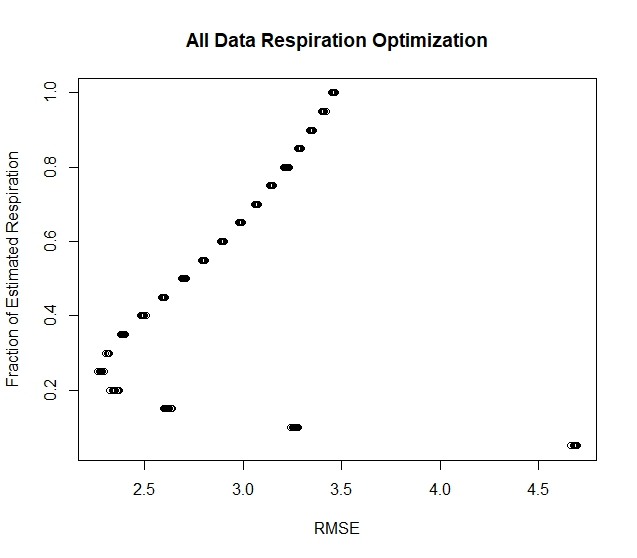 All Data Respiration Optimization
Fraction of Estimated Respiration
1.0
0.8
0.6
0.4
0.2
2.5 3.0 3.5 4.0 4.5
RMSE